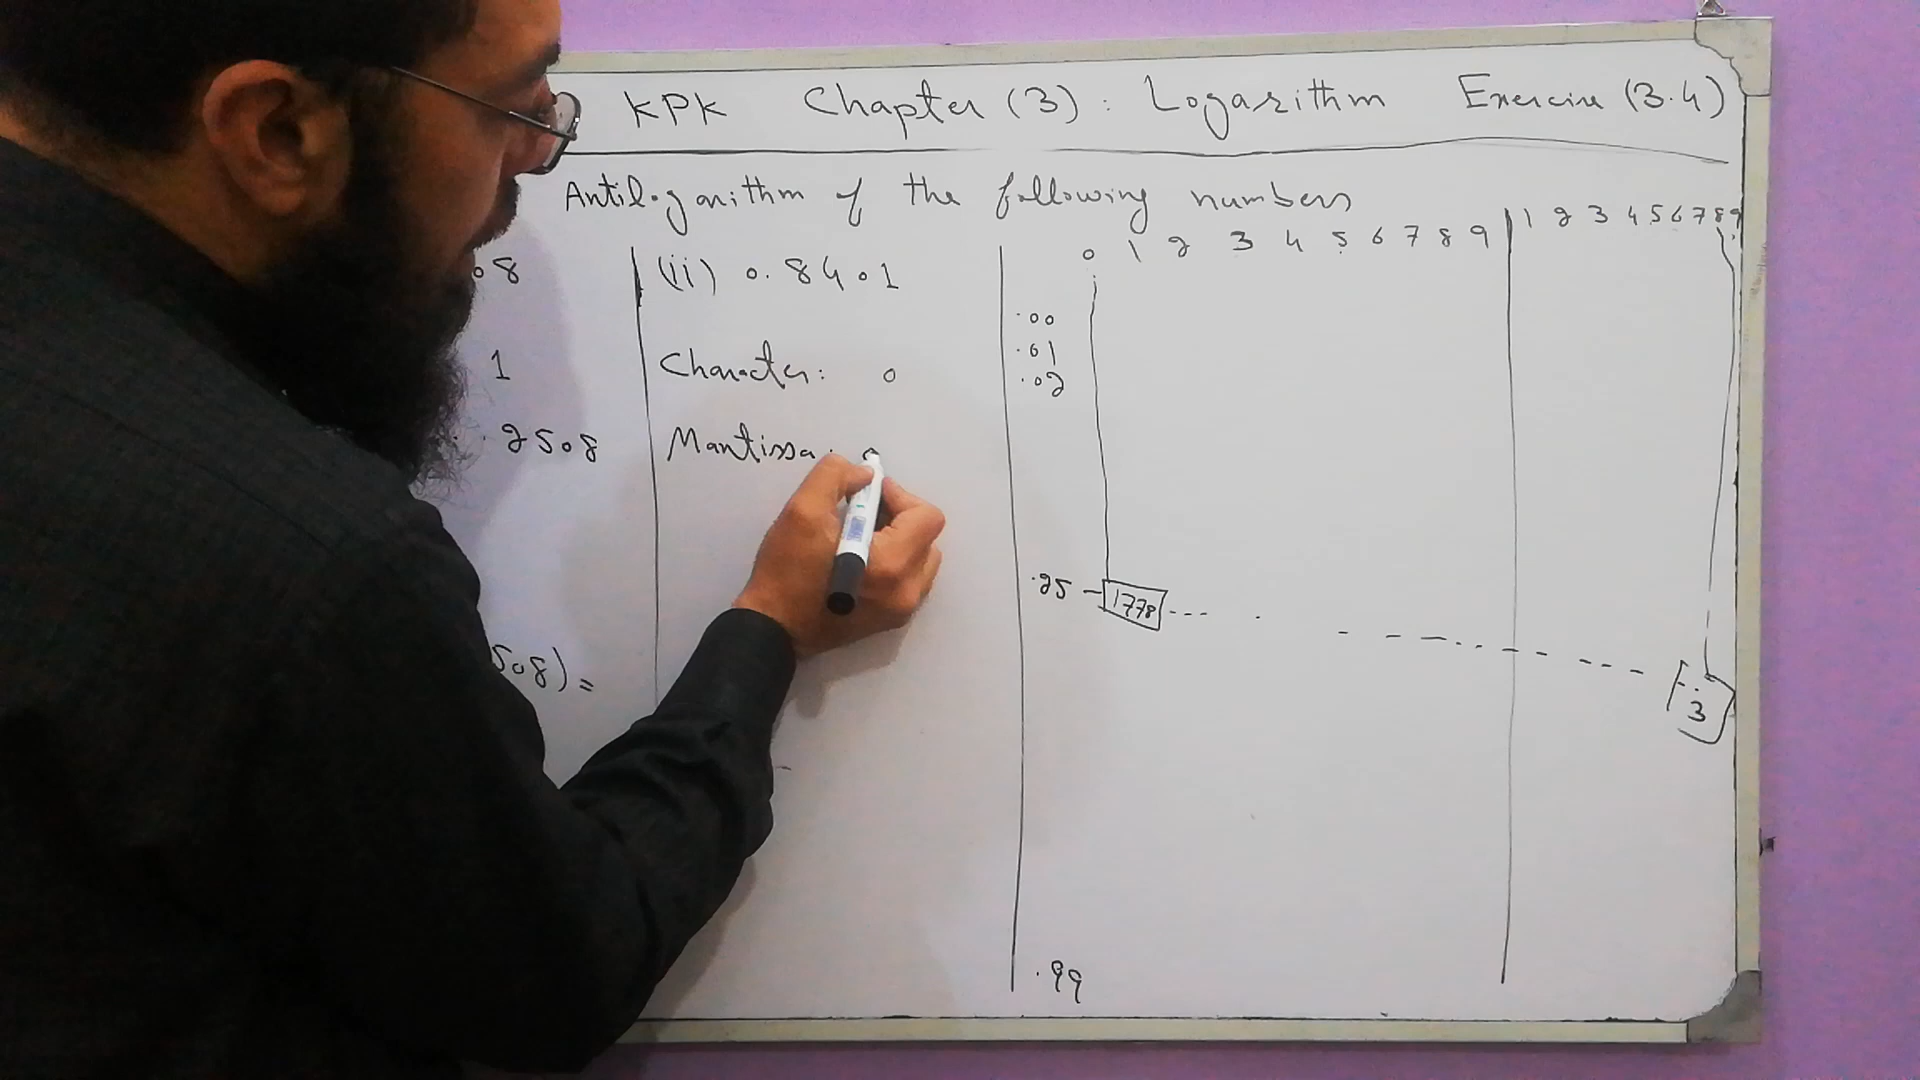 KPK Chapter (3) : Logarithm Exercise (3.4)
Antilogarithm of the following numbers
08
1
.2508
508) =
(ii) 0.8401
Character: 0
Mantissa: 0
0 1 2 3 4 5 6 7 8 9
1 2 3 4 5 6 7 8 9
.00
.01
.02
.25 - 1778 3
.99